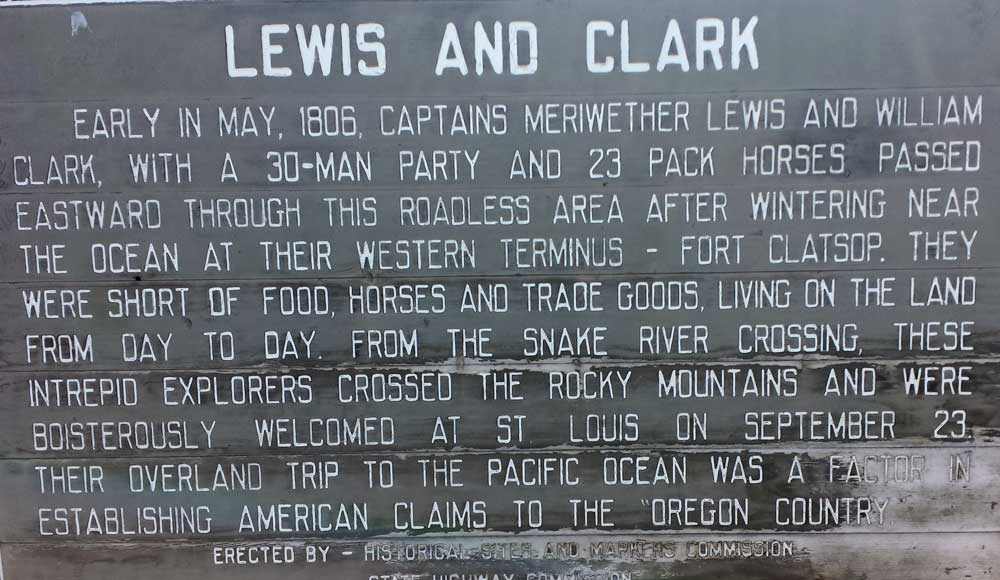 LEWIS AND CLARK
EARLY IN MAY, 1806, CAPTAINS MERIWETHER LEWIS AND WILLIAM
CLARK, WITH A 30-MAN PARTY AND 23 PACK HORSES PASSED
EASTWARD THROUGH THIS ROADLESS AREA AFTER WINTERING NEAR
THE OCEAN AT THEIR WESTERN TERMINUS - FORT CLATSOP. THEY
WERE SHORT OF FOOD, HORSES AND TRADE GOODS, LIVING ON THE LAND
FROM DAY TO DAY. FROM THE SNAKE RIVER CROSSING, THESE
INTREPID EXPLORERS CROSSED THE ROCKY MOUNTAINS AND WERE
BOISTEROUSLY WELCOMED AT ST. LOUIS ON SEPTEMBER 23.
THEIR OVERLAND TRIP TO THE PACIFIC OCEAN WAS A FACTOR IN
ESTABLISHING AMERICAN CLAIMS TO THE "OREGON COUNTRY."
ERECTED BY - HISTORICAL SITES AND MARKERS COMMISSION
STATE HIGHWAY COMMISSION